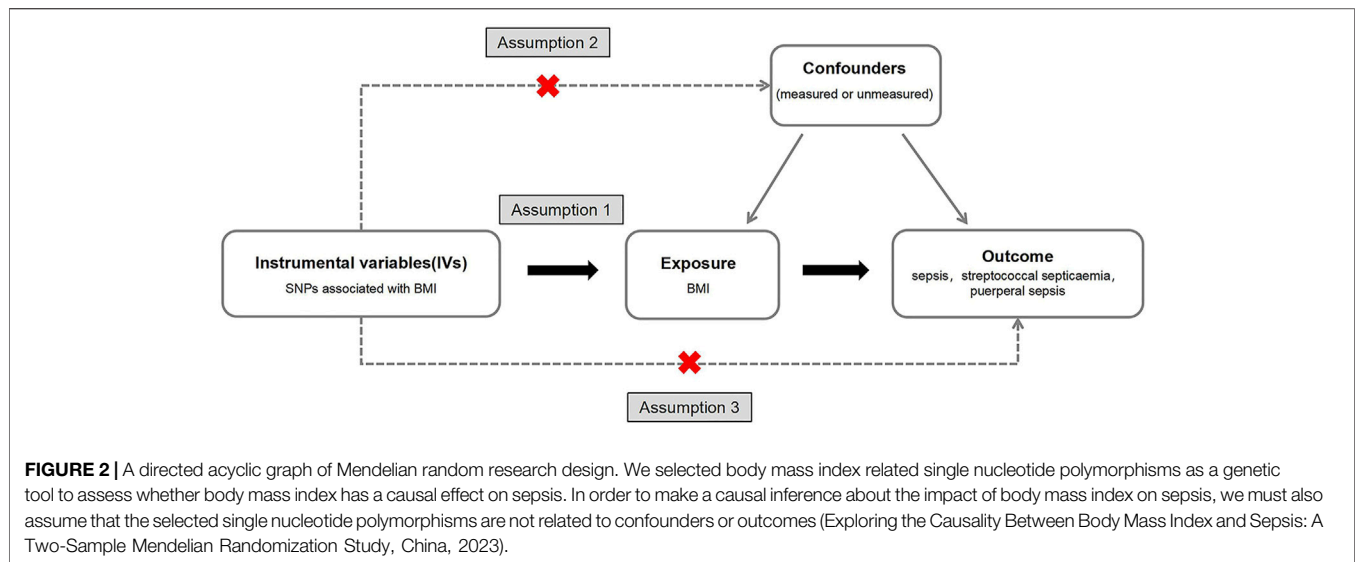 Assumption 2
Confounders
(measured or unmeasured)
Assumption 1
Instrumental variables(IVs)
SNPs associated with BMI
Exposure
BMI
Outcome
sepsis, streptococcal septicaemia,
puerperal sepsis
Assumption 3
FIGURE 2 | A directed acyclic graph of Mendelian random research design. We selected body mass index related single nucleotide polymorphisms as a genetic
tool to assess whether body mass index has a causal effect on sepsis. In order to make a causal inference about the impact of body mass index on sepsis, we must also
assume that the selected single nucleotide polymorphisms are not related to confounders or outcomes (Exploring the Causality Between Body Mass Index and Sepsis: A
Two-Sample Mendelian Randomization Study, China, 2023).